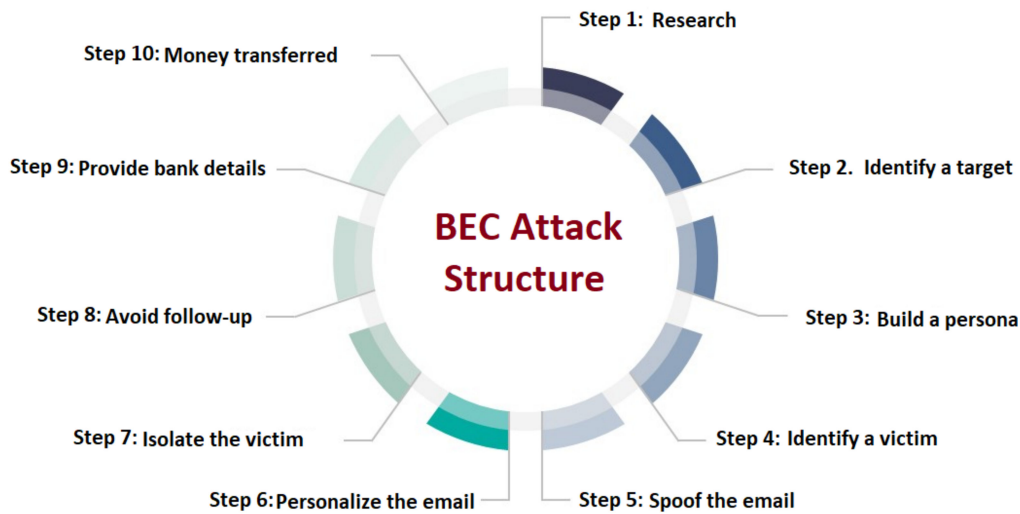 BEC Attack
Structure
Step 1: Research
Step 2. Identify a target
Step 3: Build a persona
Step 4: Identify a victim
Step 5: Spoof the email
Step 6: Personalize the email
Step 7: Isolate the victim
Step 8: Avoid follow-up
Step 9: Provide bank details
Step 10: Money transferred